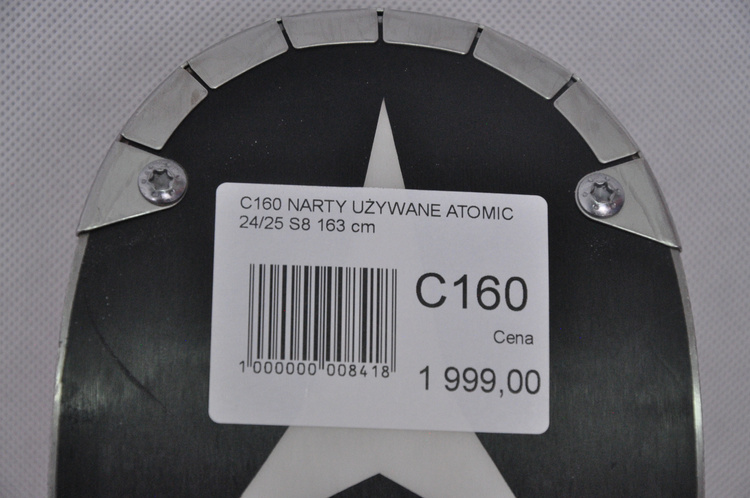 C160 NARTY UŻYWANE ATOMIC
24/25 S8 163 cm
C160
Cena
1 999,00
1 000000 008418